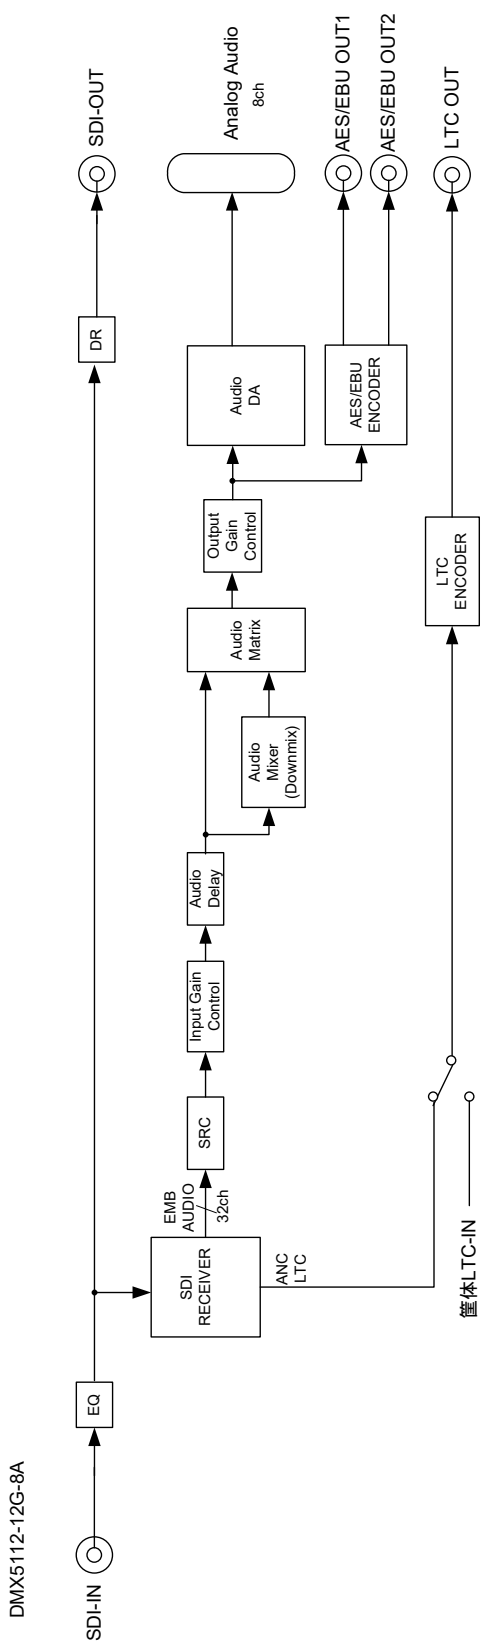 DMX5112-12G-8A
SDI-IN
EQ
DR
SDI-OUT
SDI
RECEIVER
EMB
AUDIO
32ch
SRC
Input Gain
Control
Audio
Delay
Audio
Mixer
(Downmix)
Audio
Matrix
Output
Gain
Control
Audio
DA
Analog Audio
8ch
AES/EBU
ENCODER
AES/EBU OUT1
AES/EBU OUT2
ANC
LTC
筐体LTC-IN
LTC
ENCODER
LTC OUT